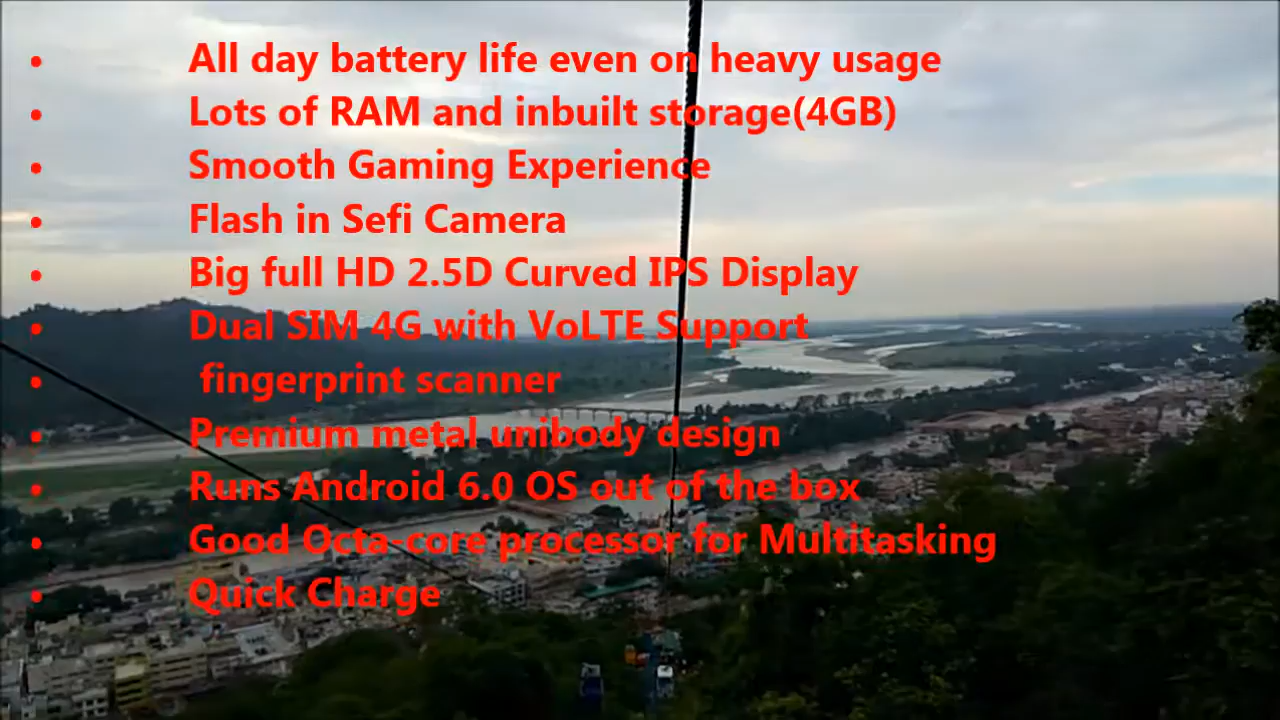 • All day battery life even on heavy usage
• Lots of RAM and inbuilt storage(4GB)
• Smooth Gaming Experience
• Flash in Sefi Camera
• Big full HD 2.5D Curved IPS Display
• Dual SIM 4G with VoLTE Support
• fingerprint scanner
• Premium metal unibody design
• Runs Android 6.0 OS out of the box
• Good Octa-core processor for Multitasking
• Quick Charge